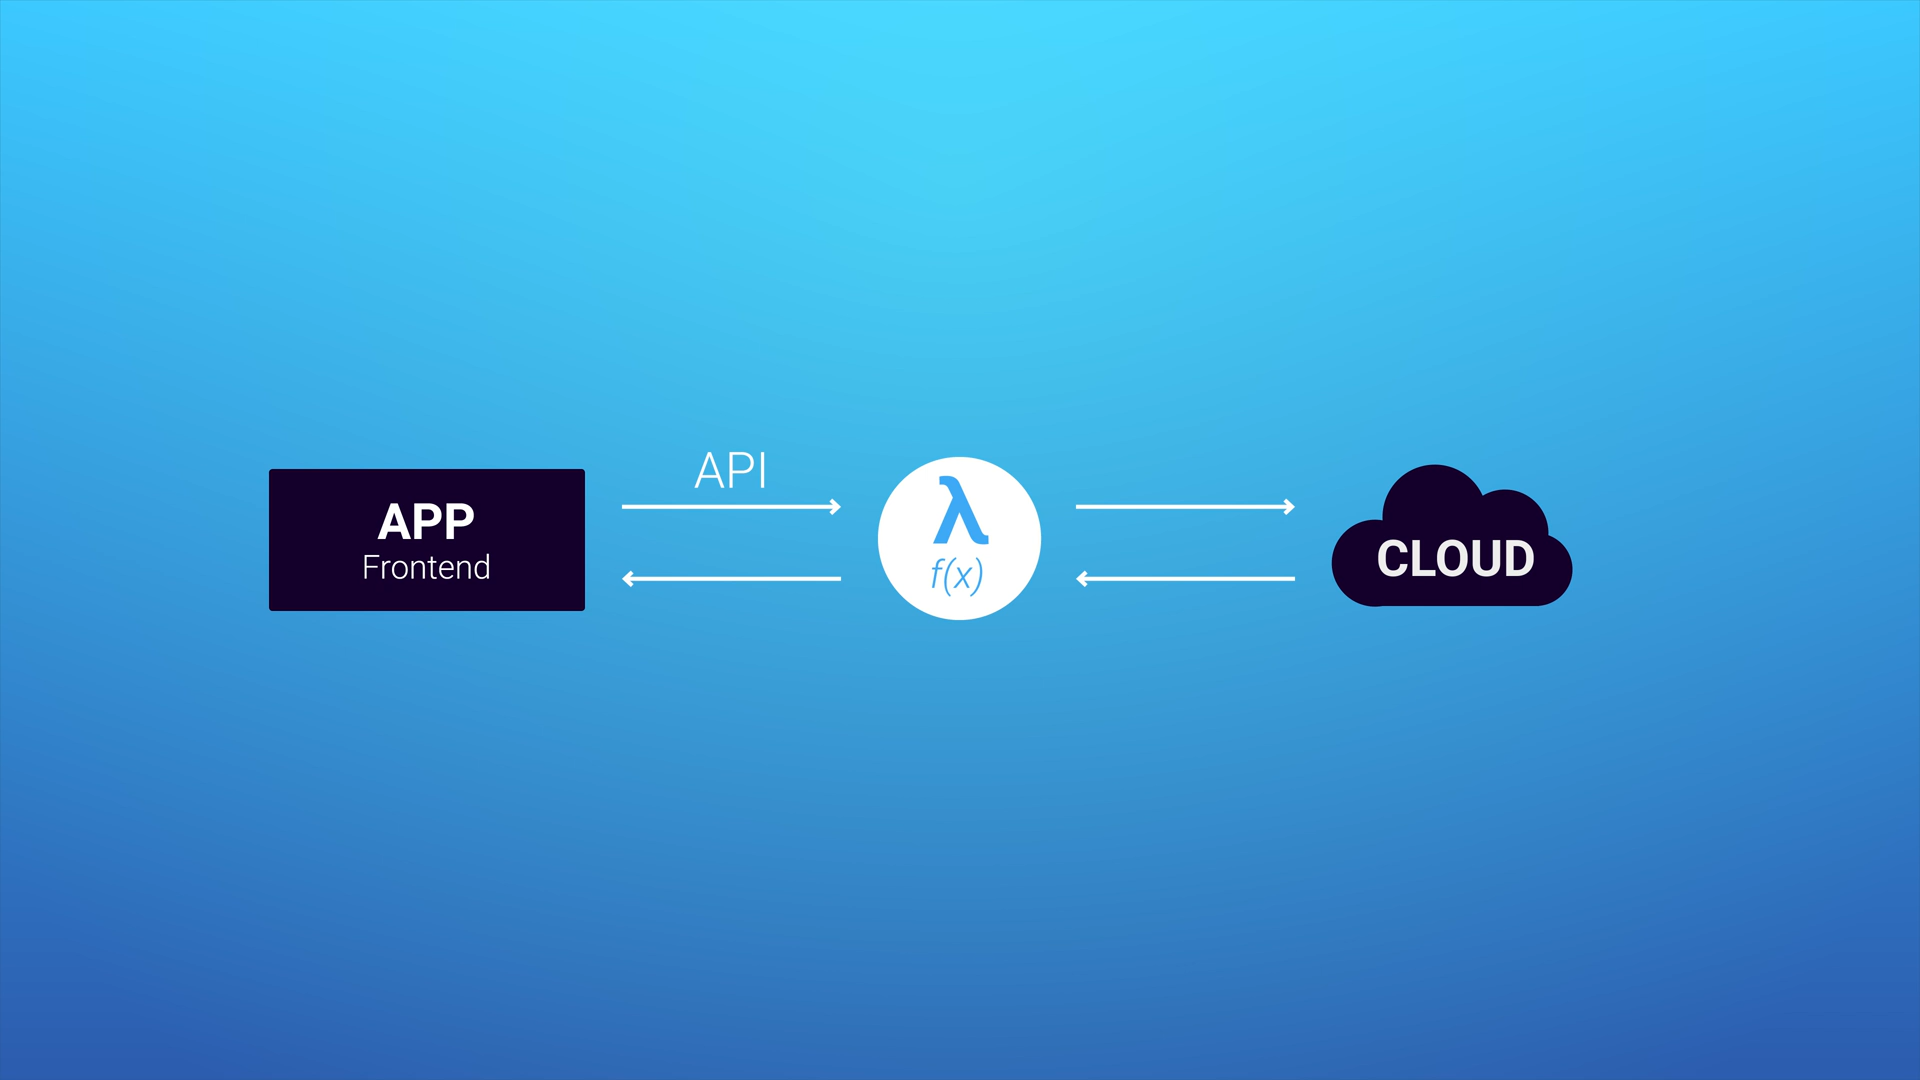 APP
Frontend
API
λ
f(x)
CLOUD